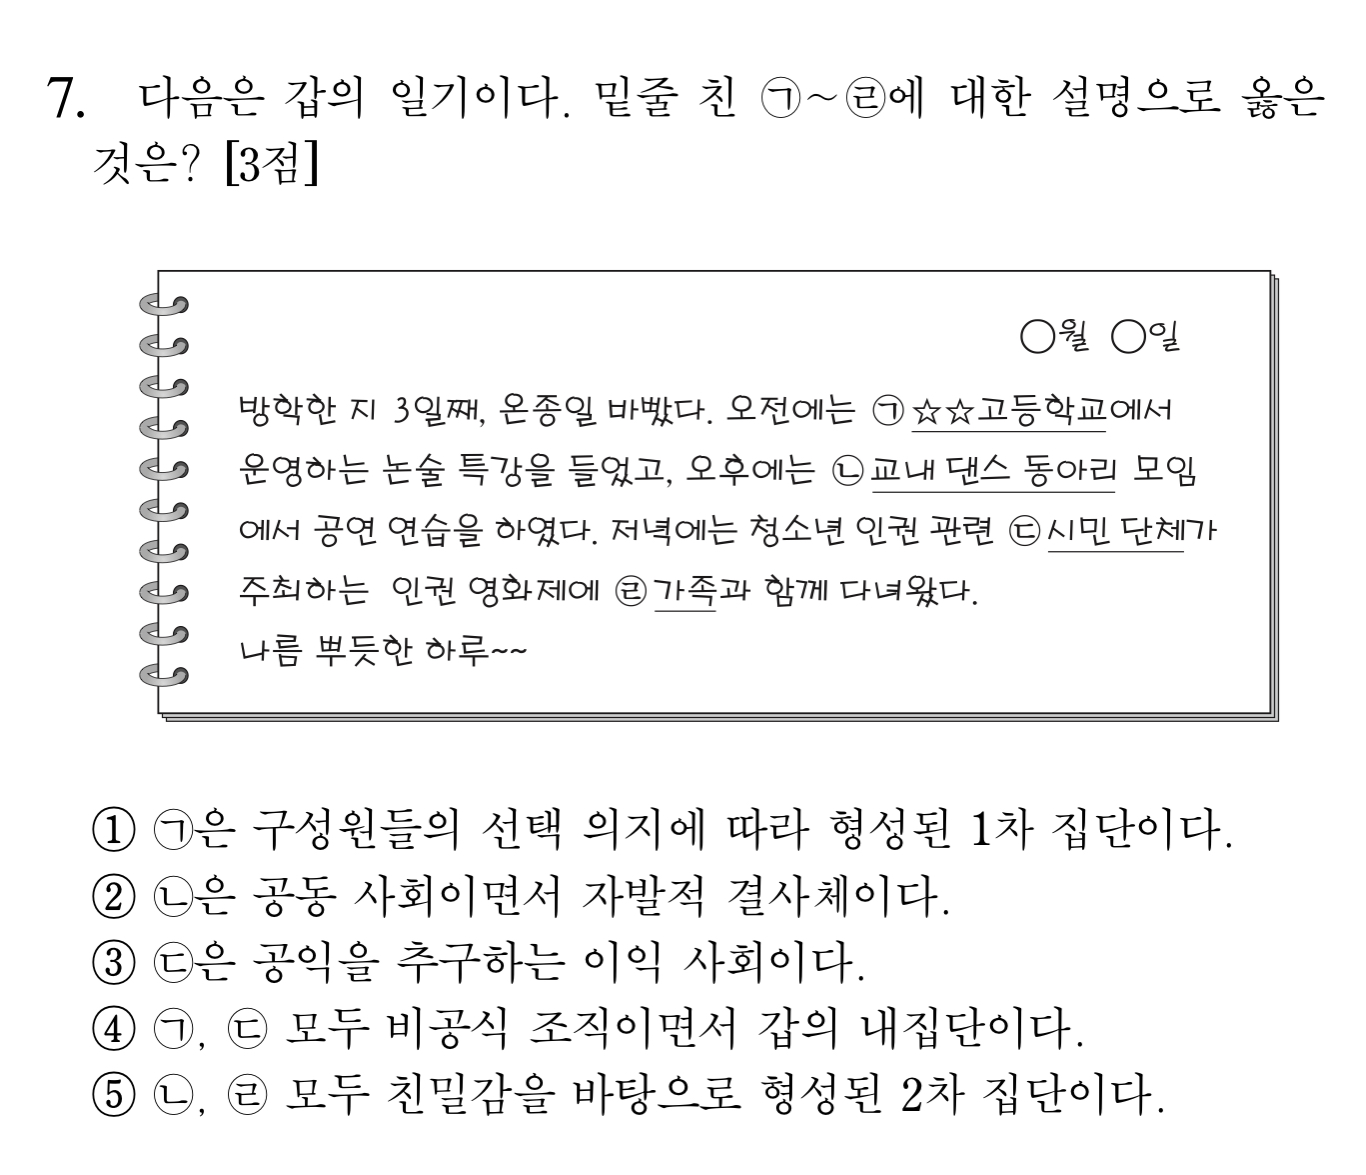 7. 다음은 갑의 일기이다. 밑줄 친 ㉠~㉣에 대한 설명으로 옳은
것은? [3점]
○월 ○일
방학한 지 3일째, 온종일 바빴다. 오전에는 ㉠☆☆고등학교에서
운영하는 논술 특강을 들었고, 오후에는 ㉡교내 댄스 동아리 모임
에서 공연 연습을 하였다. 저녁에는 청소년 인권 관련 ㉢시민 단체가
주최하는 인권 영화제에 ㉣가족과 함께 다녀왔다.
나름 뿌듯한 하루~~
① ㉠은 구성원들의 선택 의지에 따라 형성된 1차 집단이다.
② ㉡은 공동 사회이면서 자발적 결사체이다.
③ ㉢은 공익을 추구하는 이익 사회이다.
④ ㉠, ㉢ 모두 비공식 조직이면서 갑의 내집단이다.
⑤ ㉡, ㉣ 모두 친밀감을 바탕으로 형성된 2차 집단이다.